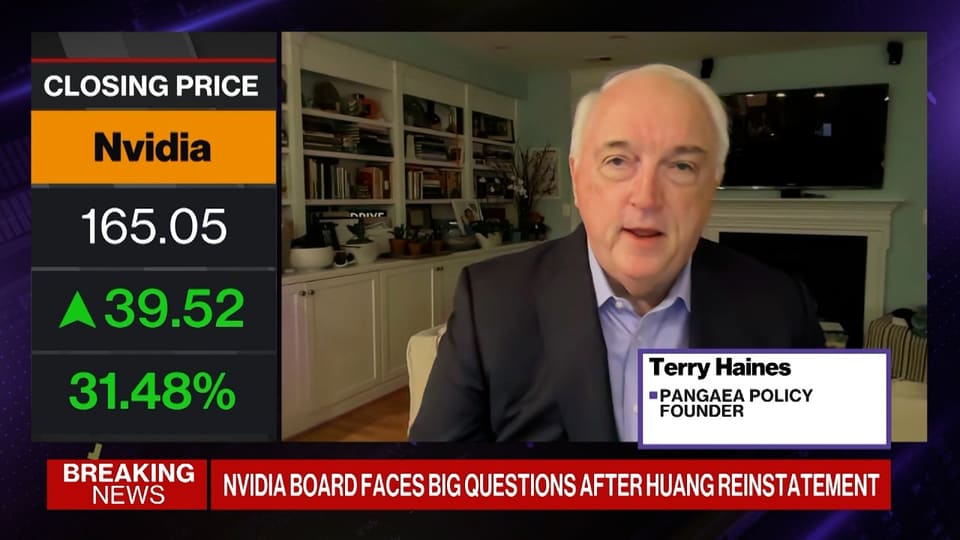 CLOSING PRICE
Nvidia
165.05
▲39.52
31.48%
DRIVE
Terry Haines
PANGAEA POLICY
FOUNDER
BREAKING
NEWS
NVIDIA BOARD FACES BIG QUESTIONS AFTER HUANG REINSTATEMENT